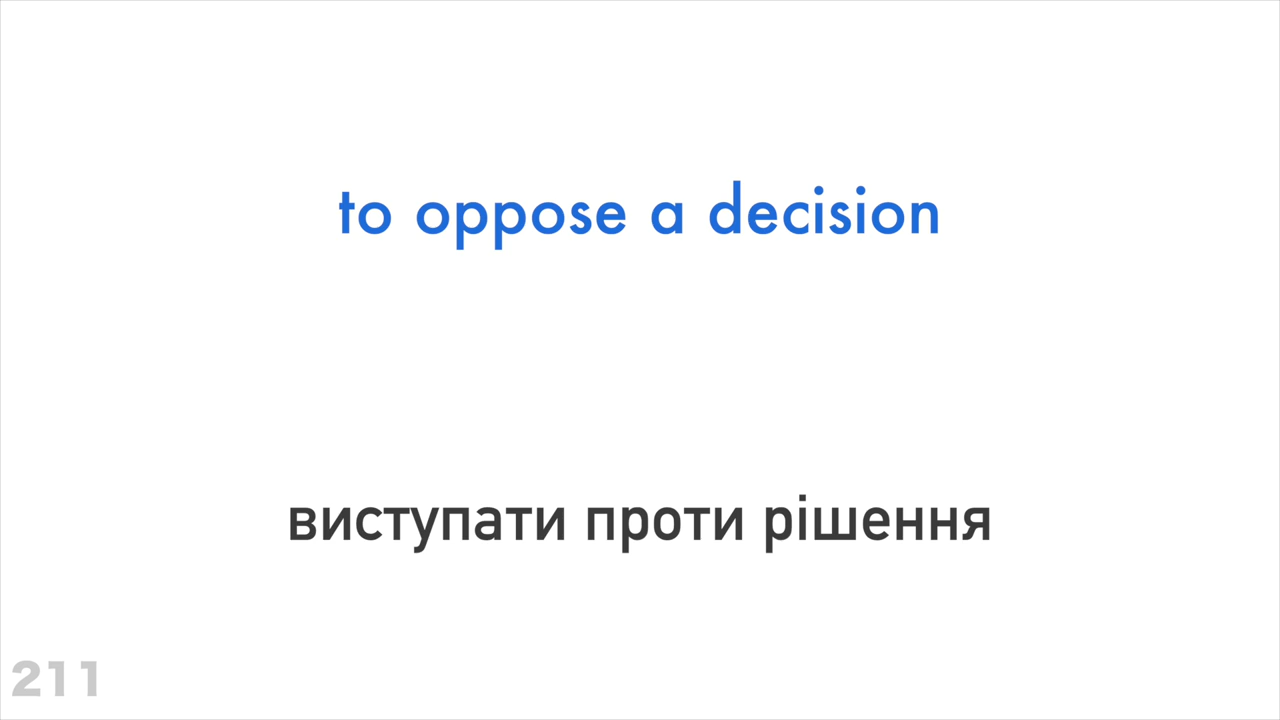 to oppose a decision
виступати проти рішення
211